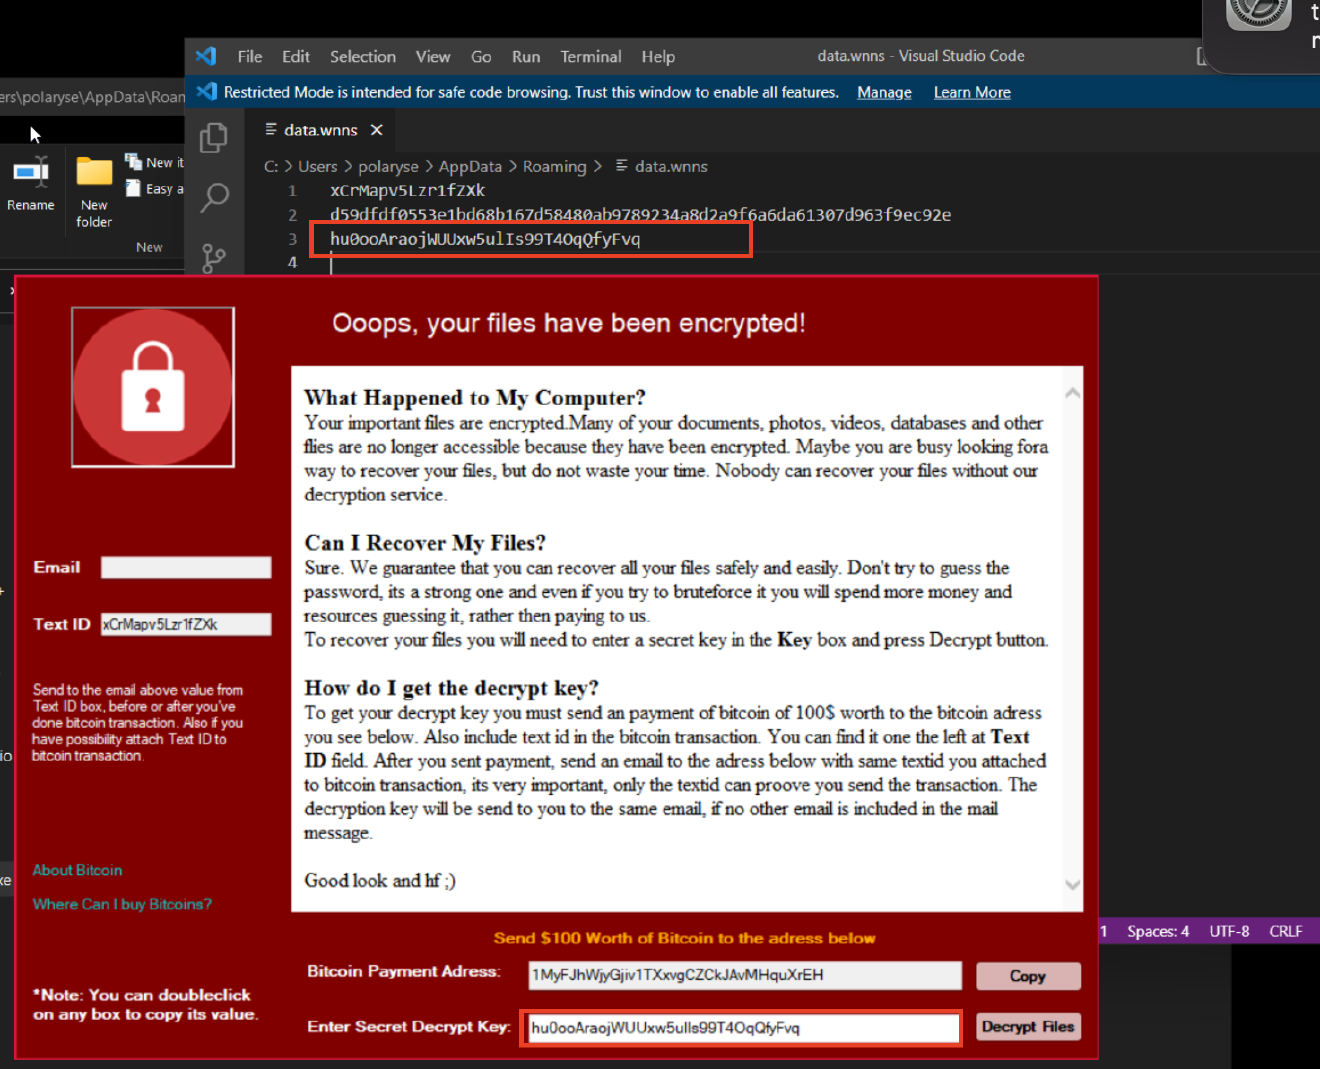 File Edit Selection View Go Run Terminal Help
data.wnns - Visual Studio Code
Restricted Mode is intended for safe code browsing. Trust this window to enable all features. Manage Learn More
ers\polaryse\AppData\Roan
Rename
New folder
New it
Easy a
New
data.wnns
C: > Users > polaryse > AppData > Roaming > data.wnns
1 xCrMapv5Lzr1fZXk
2 d59dfdf0553e1bd68b167d58480ab9789234a8d2a9f6a6da61307d963f9ec92e
3 hu0ooAraojWUUxw5ulIs99T4OqQfyFvq
4
Ooops, your files have been encrypted!
What Happened to My Computer?
Your important files are encrypted.Many of your documents, photos, videos, databases and other
flies are no longer accessible because they have been encrypted. Maybe you are busy looking fora
way to recover your files, but do not waste your time. Nobody can recover your files without our
decryption service.
Can I Recover My Files?
Sure. We guarantee that you can recover all your files safely and easily. Don't try to guess the
password, its a strong one and even if you try to bruteforce it you will spend more money and
resources guessing it, rather then paying to us.
To recover your files you will need to enter a secret key in the Key box and press Decrypt button.
How do I get the decrypt key?
To get your decrypt key you must send an payment of bitcoin of 100$ worth to the bitcoin adress
you see below. Also include text id in the bitcoin transaction. You can find it one the left at Text
ID field. After you sent payment, send an email to the adress below with same textid you attached
to bitcoin transaction, its very important, only the textid can proove you send the transaction. The
decryption key will be send to you to the same email, if no other email is included in the mail
message.
Good look and hf ;)
Email
Text ID xCrMapv5Lzr1fZXk
Send to the email above value from
Text ID box, before or after you've
done bitcoin transaction. Also if you
have possibility attach Text ID to
bitcoin transaction.
About Bitcoin
Where Can I buy Bitcoins?
*Note: You can doubleclick
on any box to copy its value.
Send $100 Worth of Bitcoin to the adress below
Bitcoin Payment Adress: 1MyFJhWjyGjiv1TXxvgCZCkJAvMHquXrEH Copy
Enter Secret Decrypt Key: hu0ooAraojWUUxw5ulIs99T4OqQfyFvq Decrypt Files
1 Spaces: 4 UTF-8 CRLF